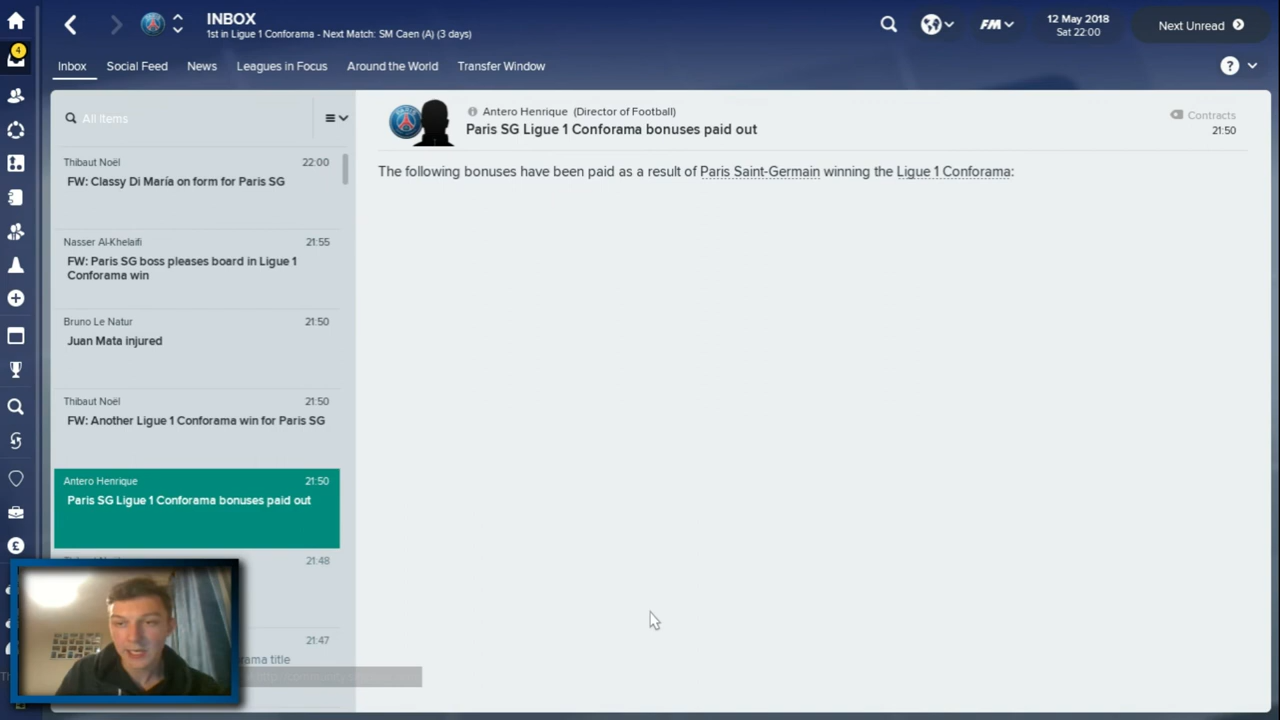 INBOX
1st in Ligue 1 Conforama - Next Match: SM Caen (A) (3 days)
4
FM
12 May 2018
Sat 22:00
Next Unread
Inbox
Social Feed
News
Leagues in Focus
Around the World
Transfer Window
?
All Items
Thibaut Noël
22:00
FW: Classy Di María on form for Paris SG
Nasser Al-Khelaifi
21:55
FW: Paris SG boss pleases board in Ligue 1
Conforama win
Bruno Le Natur
21:50
Juan Mata injured
Thibaut Noël
21:50
FW: Another Ligue 1 Conforama win for Paris SG
Antero Henrique
21:50
Paris SG Ligue 1 Conforama bonuses paid out
21:48
21:47
title
Antero Henrique (Director of Football)
Paris SG Ligue 1 Conforama bonuses paid out
Contracts
21:50
The following bonuses have been paid as a result of Paris Saint-Germain winning the Ligue 1 Conforama: